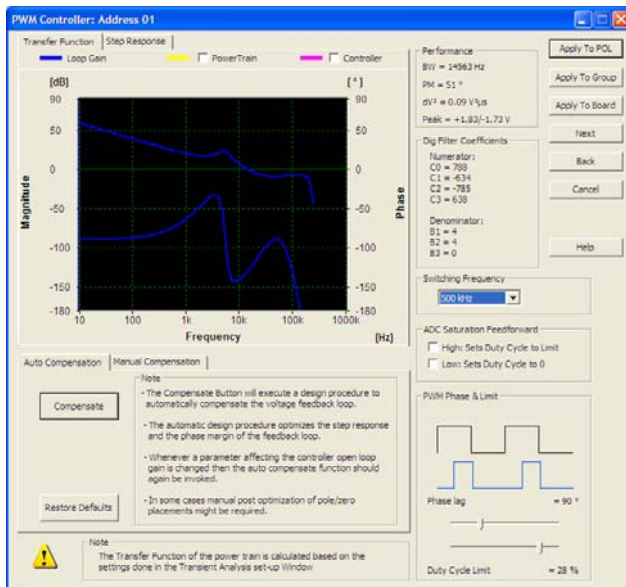 PWM Controller: Address 01
Transfer Function
Step Response
Loop Gain
PowerTrain
Controller
[dB]
[°]
90
90
50
50
0
0
-50
-50
-100
-100
-150
-150
-180
-180
Magnitude
Phase
10
100
1k
10k
100k
1000k
Frequency
[Hz]
Auto Compensation
Manual Compensation
Compensate
Restore Defaults
Note
- The Compensate Button will execute a design procedure to
automatically compensate the voltage feedback loop.
- The automatic design procedure optimizes the step response
and the phase margin of the feedback loop.
- Whenever a parameter affecting the controller open loop
gain is changed then the auto compensate function should
again be invoked.
- In some cases manual post optimization of pole/zero
placements might be required.
Note
The Transfer Function of the power train is calculated based on the
settings done in the Transient Analysis set-up Window
Performance
BW = 14563 Hz
PM = 51 °
dV² = 0.09 V²µs
Peak = +1.83/-1.73 V
Dig Filter Coefficients
Numerator:
C0 = 788
C1 = -634
C2 = -785
C3 = 638
Denominator:
B1 = 4
B2 = 4
B3 = 0
Switching Frequency
500 kHz
ADC Saturation Feedforward
High: Sets Duty Cycle to Limit
Low: Sets Duty Cycle to 0
PWM Phase & Limit
Phase lag
= 90 °
Duty Cycle Limit
= 28 %
Apply To POL
Apply To Group
Apply To Board
Next
Back
Cancel
Help